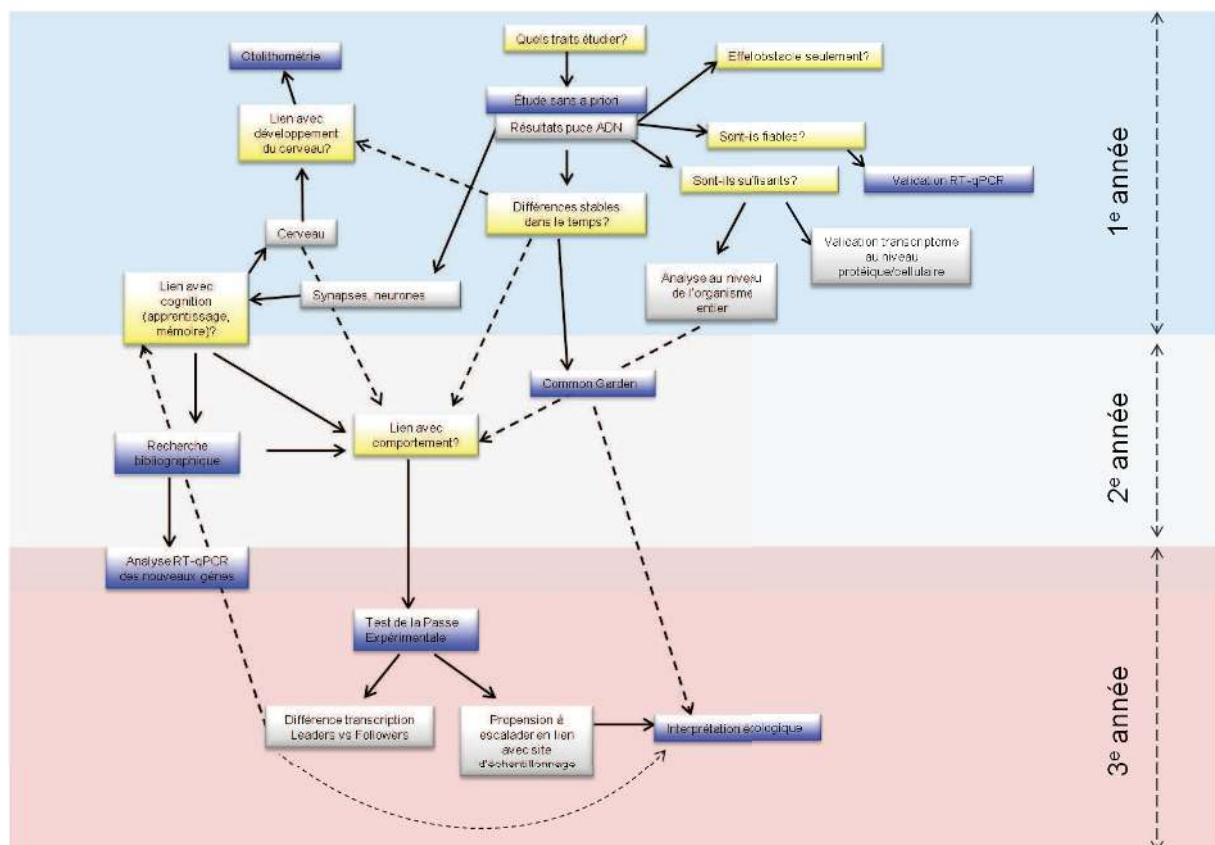 Quels traits étudier?
Otolithométrie
Effelobstacle seulement?
Étude sans a priori
Résultats puce ADN
Lien avec
développement
du cerveau?
Sont-is fiables?
Sont-ils suffisants?
Validation RT-qPCR
Différences stables
dans le temps?
Cerveau
Validation transcriptome
au niveau
protéique/cellulaire
Analyse au niveau
de l'organisme
entier
Lien avec
cognition
(apprentissage,
mémoire)?
Synapses, neurones
1e année
Common Garden
Lien avec
comportement?
Recherche
bibliographique
2e année
Analyse RT-qPCR
des nouveaux gènes
Test de la Passe
Expérimentale
Différence transcription
Leaders vs Followers
Propension à
escalader en lien
avec site
d'échantillonnage
Interprétation écologique
3e année